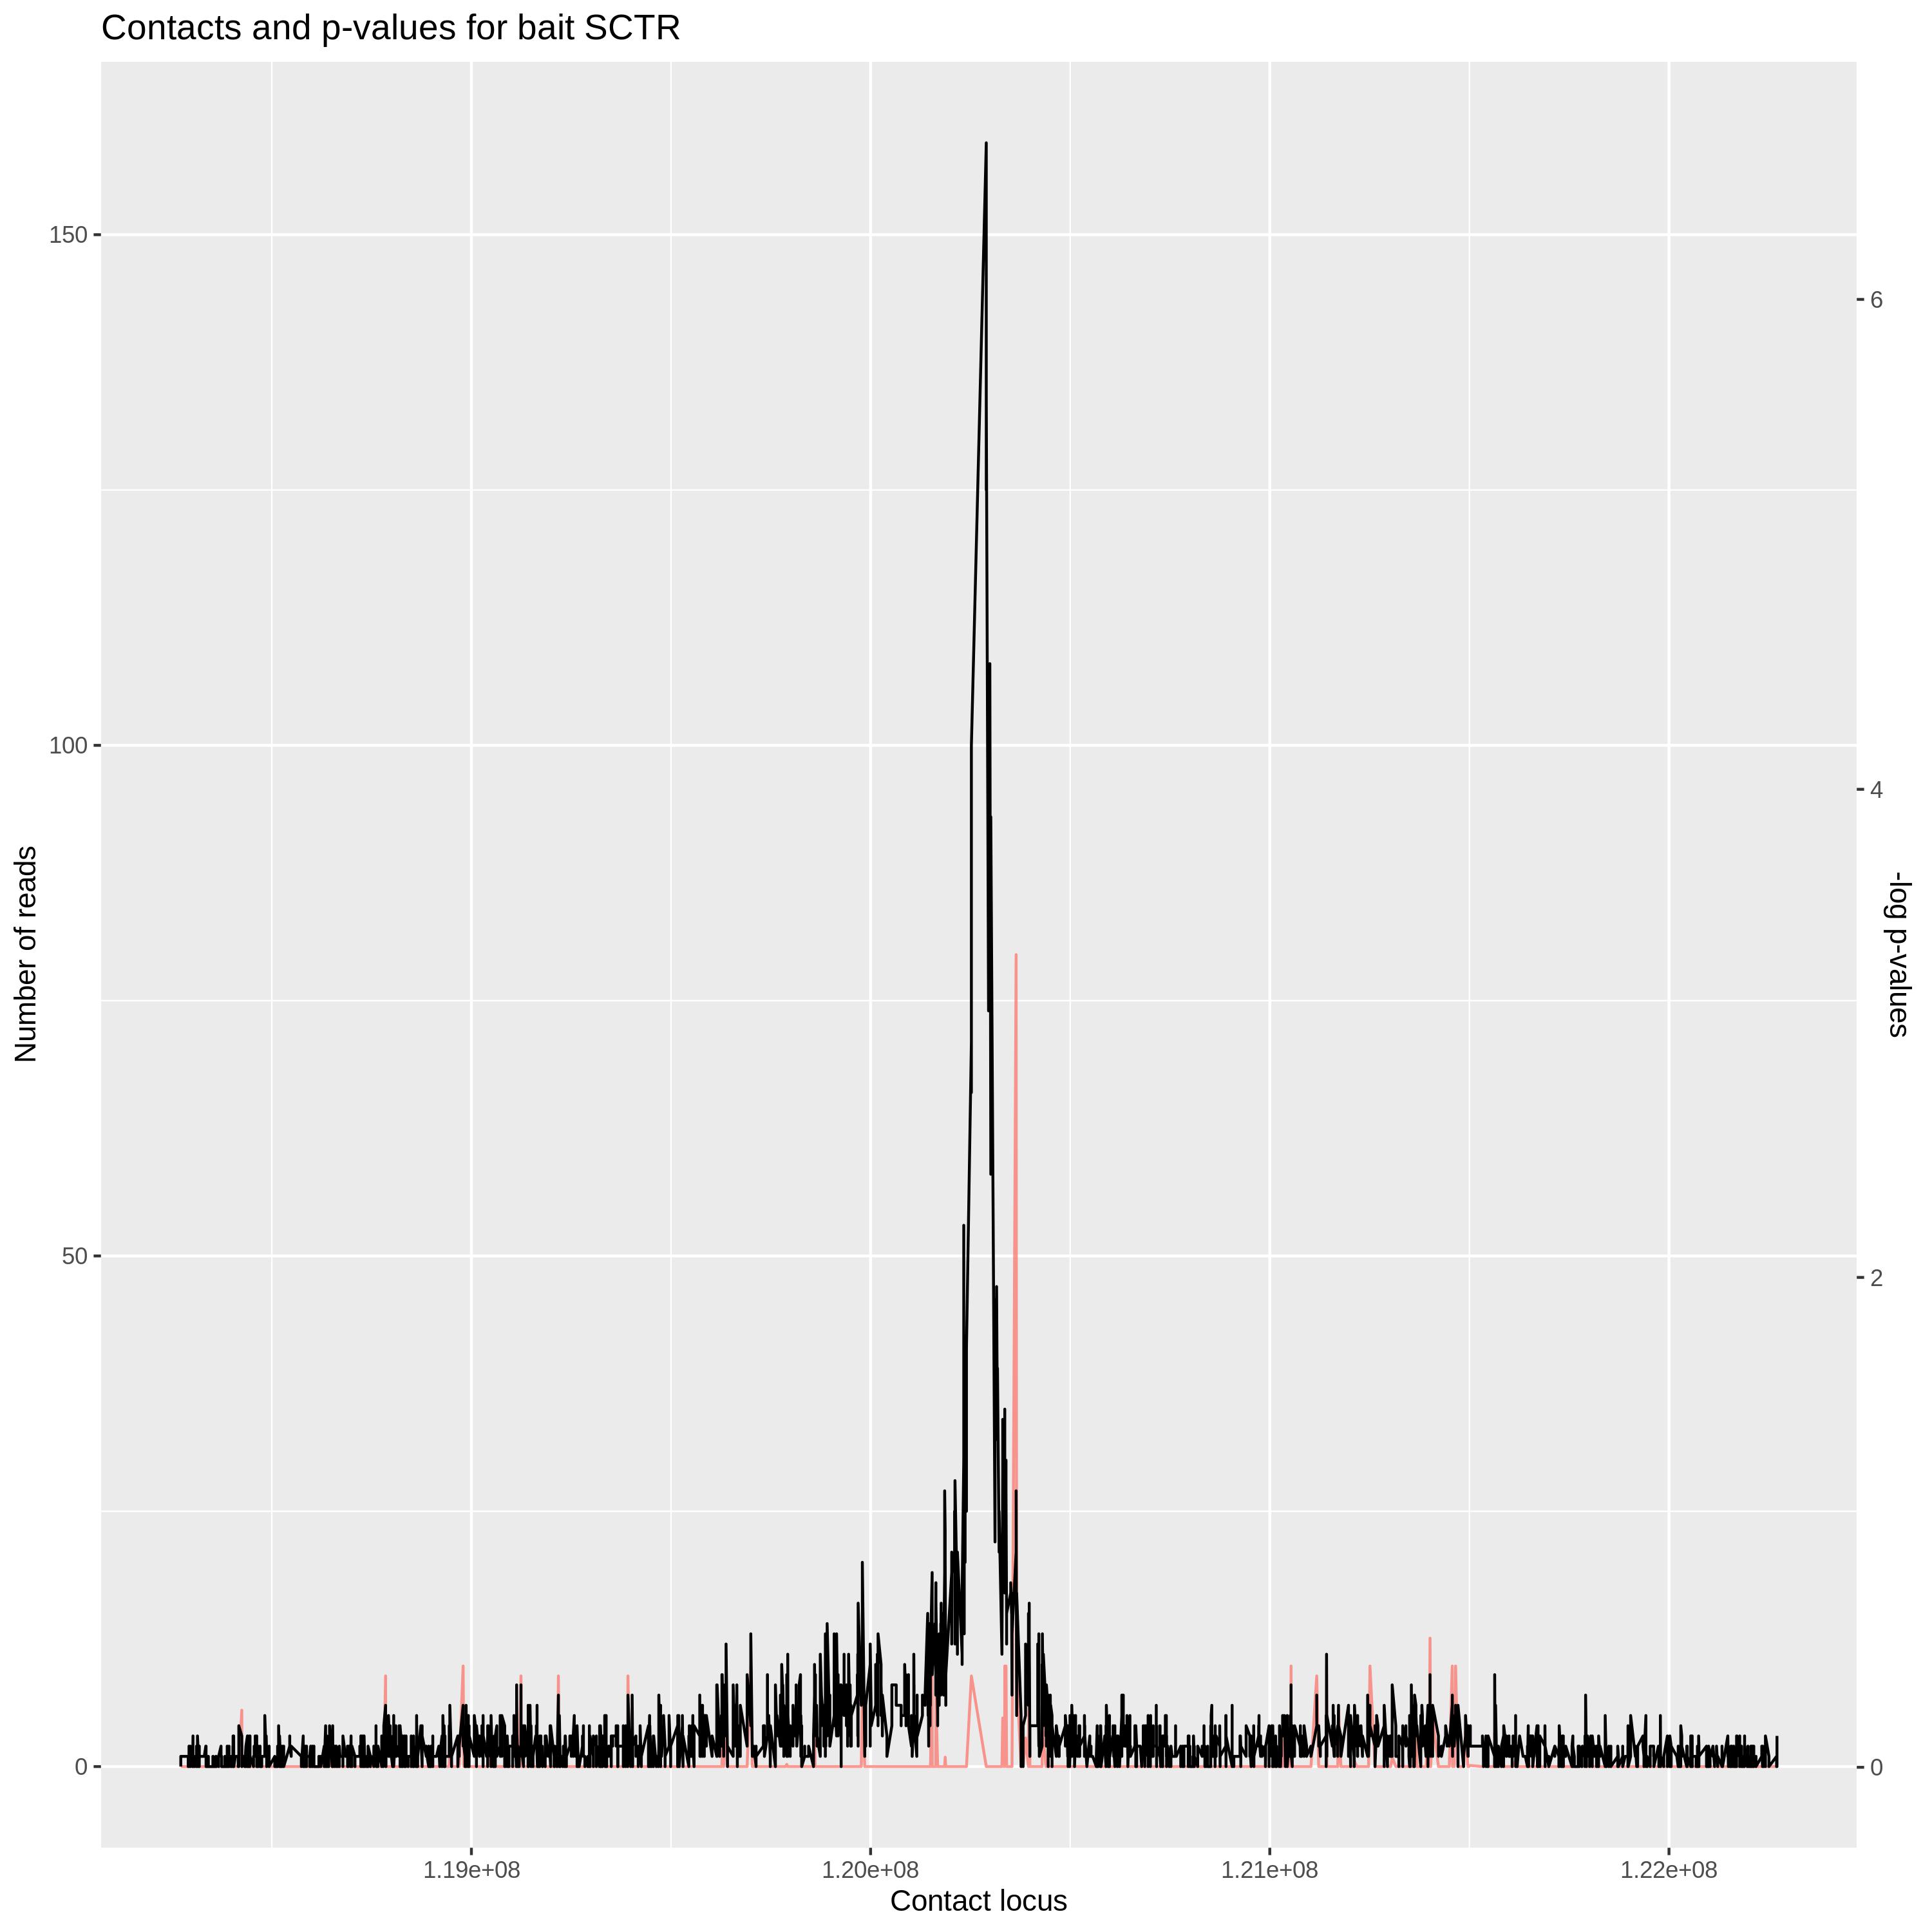 Contacts and p-values for bait SCTR
150
100
50
0
Number of reads
6
4
2
0
-log p-values
1.19e+08
1.20e+08
1.21e+08
1.22e+08
Contact locus